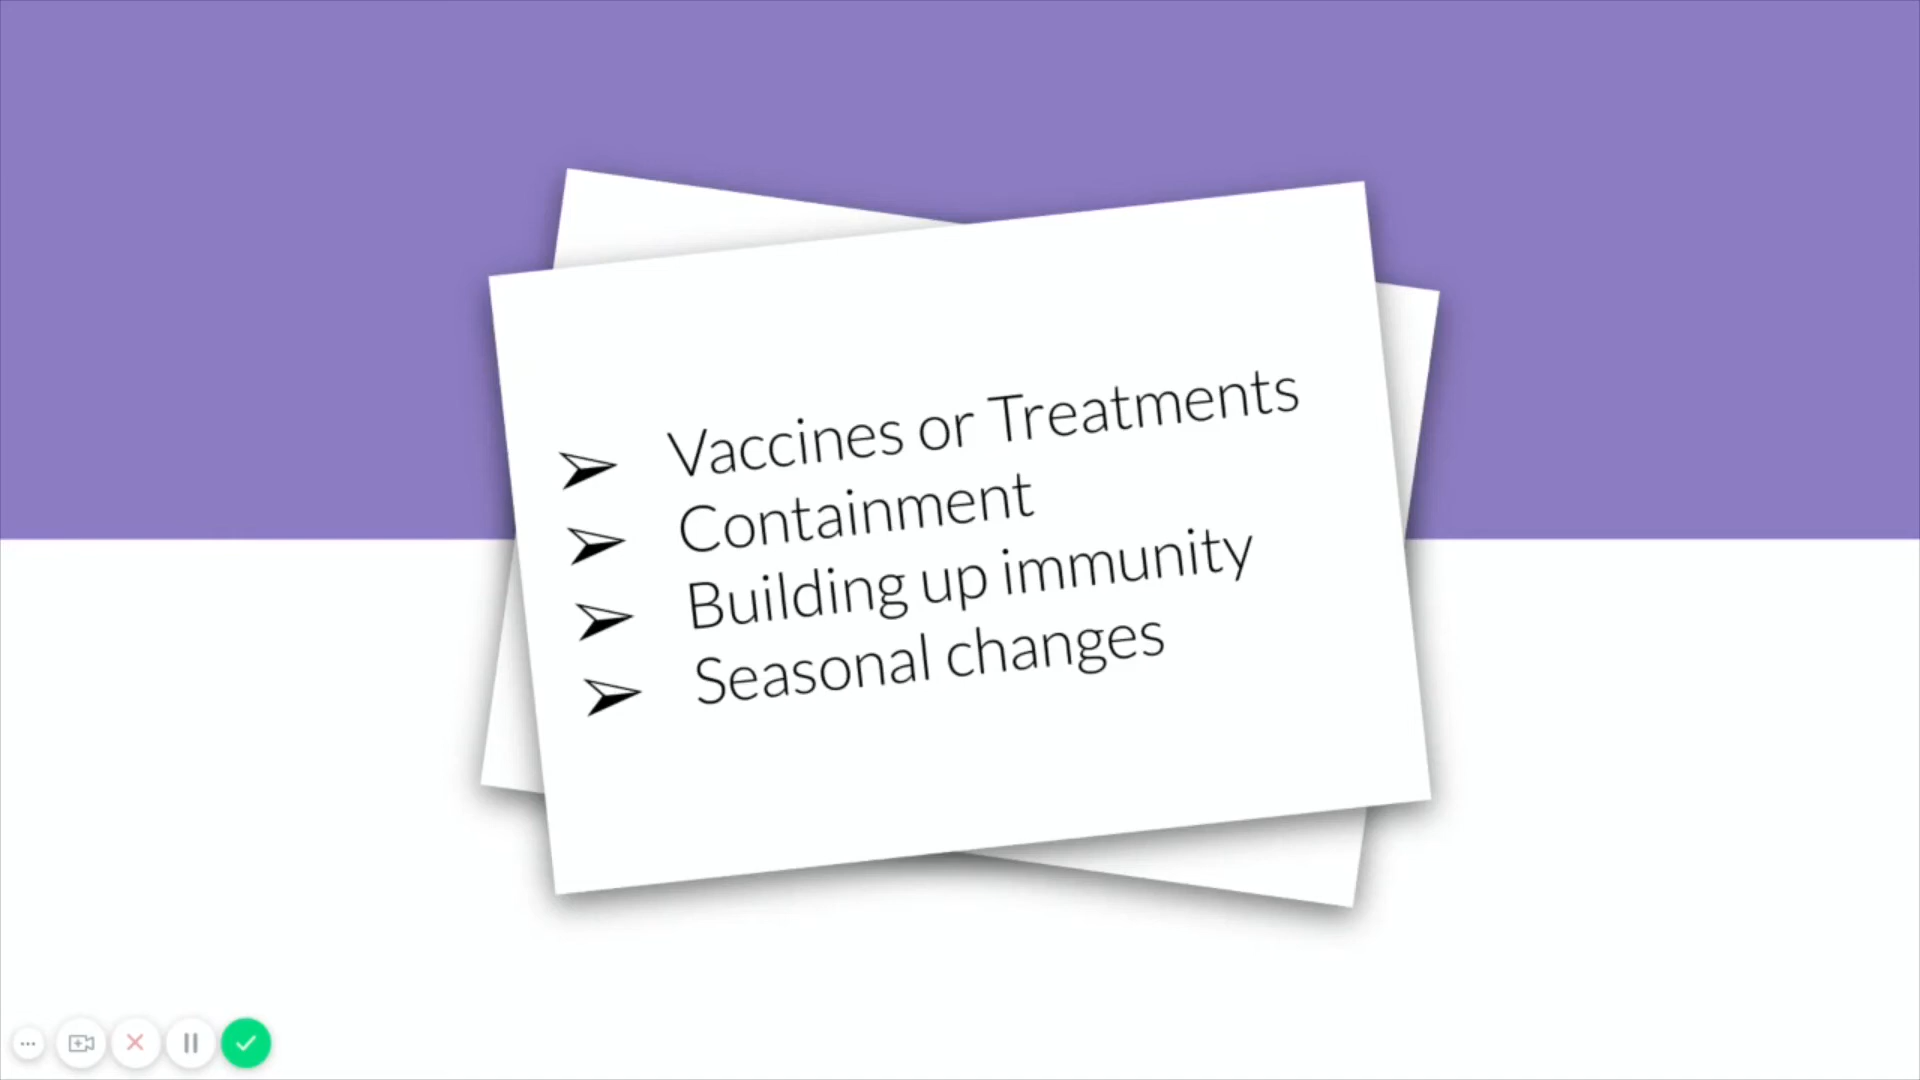 ➢ Vaccines or Treatments
➢ Containment
➢ Building up immunity
➢ Seasonal changes